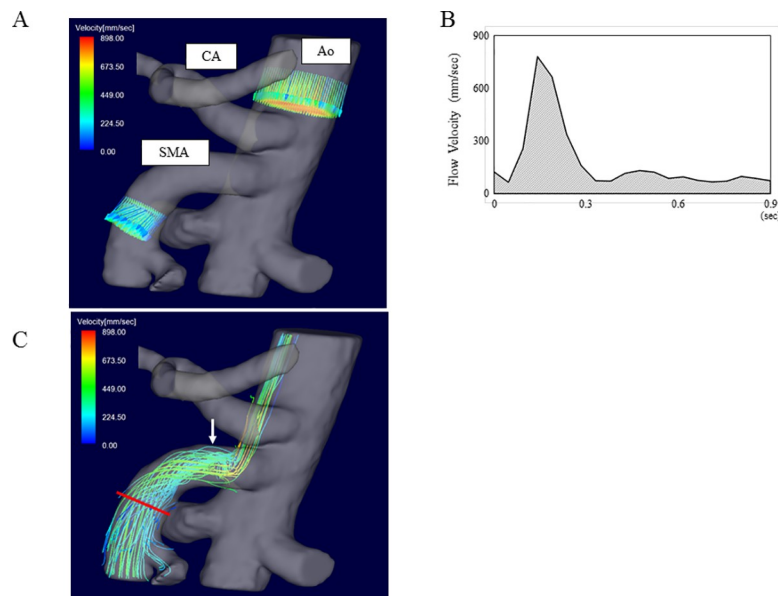 A
Velocity[mm/sec]
898.00
673.50
449.00
224.50
0.00
CA
Ao
SMA
B
Flow Velocity (mm/sec)
900
600
300
0
0
0.3
0.6
0.9
(sec)
C
Velocity[mm/sec]
898.00
673.50
449.00
224.50
0.00